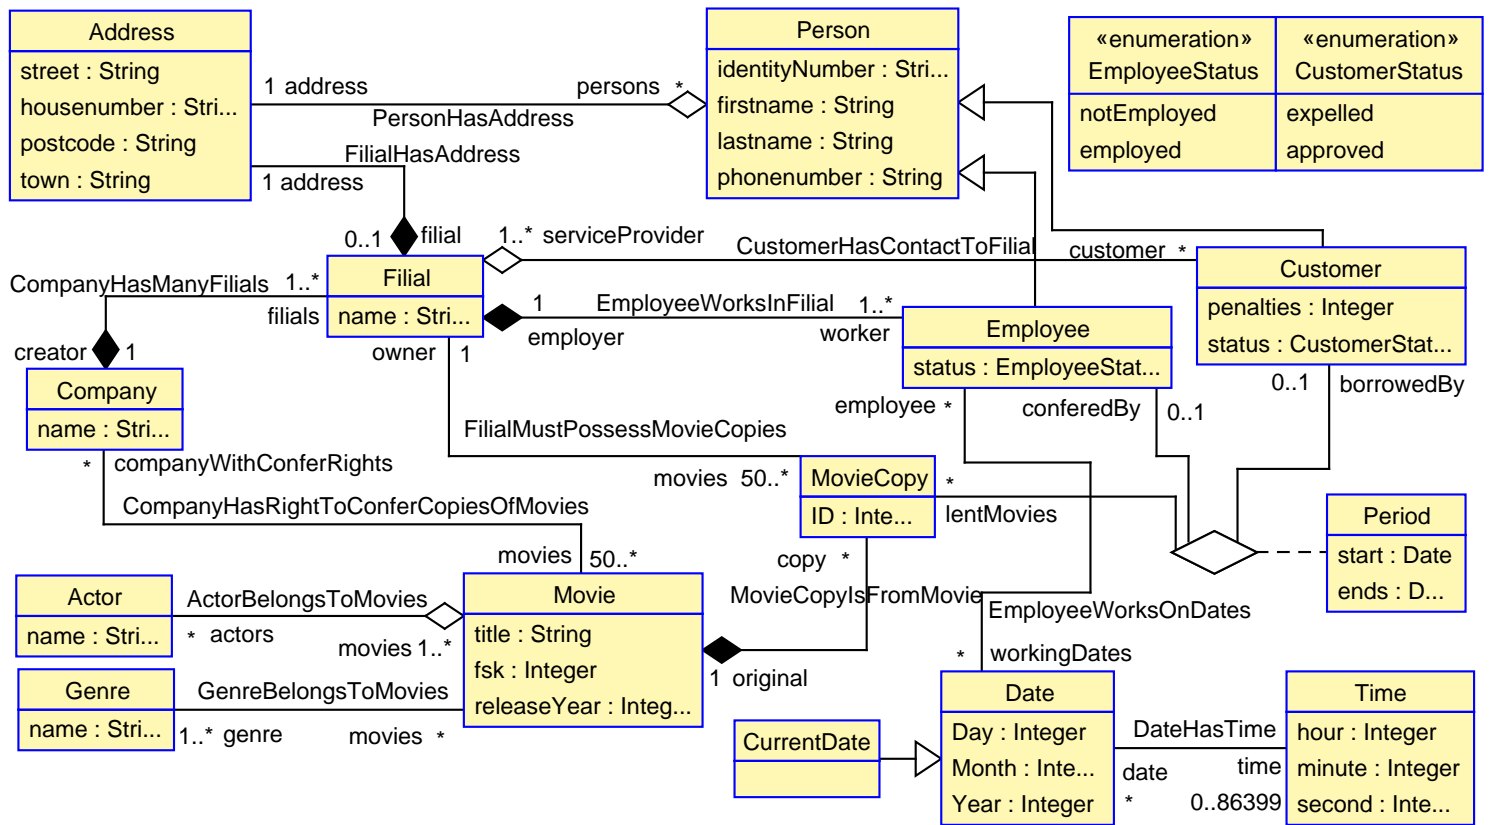 Address
street : String
housenumber : Stri...
postcode : String
town : String
1 address
persons *
PersonHasAddress
FilialHasAddress
1 address
Person
identityNumber : Stri...
firstname : String
lastname : String
phonenumber : String
«enumeration»
EmployeeStatus
notEmployed
employed
«enumeration»
CustomerStatus
expelled
approved
0..1
filial
1..* serviceProvider
CustomerHasContactToFilial
customer *
CompanyHasManyFilials 1..*
filials
Filial
name : Stri...
1
employer
EmployeeWorksInFilial
1..*
worker
Employee
status : EmployeeStat...
Customer
penalties : Integer
status : CustomerStat...
creator 1
Company
name : Stri...
owner 1
employee *
conferedBy 0..1
0..1 borrowedBy
FilialMustPossessMovieCopies
* companyWithConferRights
CompanyHasRightToConferCopiesOfMovies
movies 50..*
MovieCopy
ID : Inte...
*
lentMovies
Period
start : Date
ends : D...
movies 50..*
copy *
MovieCopyIsFromMovie
Actor
name : Stri...
ActorBelongsToMovies
* actors
movies 1..*
Movie
title : String
fsk : Integer
releaseYear : Integ...
1 original
EmployeeWorksOnDates
* workingDates
Genre
name : Stri...
GenreBelongsToMovies
1..* genre
movies *
CurrentDate
Date
Day : Integer
Month : Inte...
Year : Integer
DateHasTime
date
*
time
0..86399
Time
hour : Integer
minute : Integer
second : Inte...